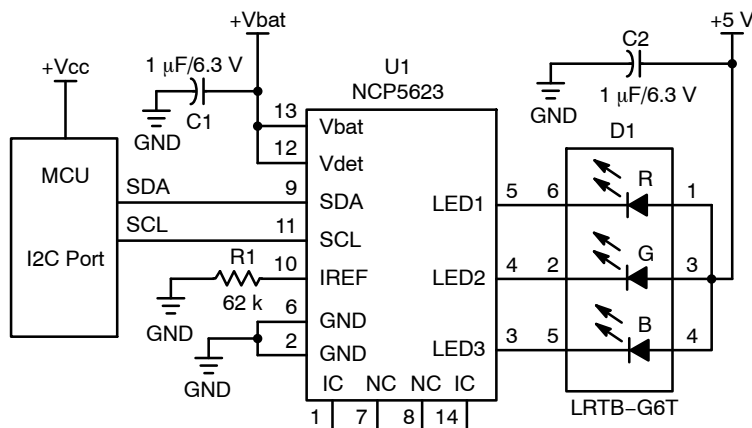 +Vbat
+5 V
U1
NCP5623
C2
+Vcc
1 µF/6.3 V
C1
GND
1 µF/6.3 V
GND
D1
MCU
I2C Port
SDA
SCL
13
12
9
11
10
6
2
Vbat
Vdet
SDA
SCL
IREF
GND
GND
R1
62 k
GND
GND
LED1
LED2
LED3
5
4
3
6
2
5
R
G
B
1
3
4
IC
NC
NC
IC
1
7
8
14
LRTB–G6T